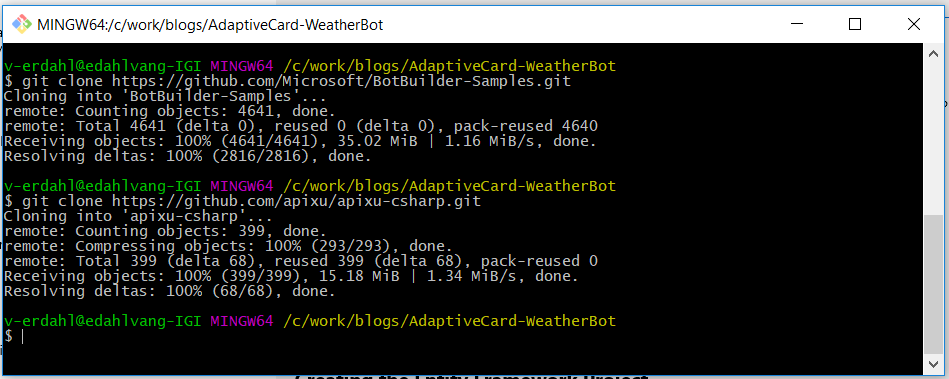 MINGW64:/c/work/blogs/AdaptiveCard-WeatherBot
v-erdahl@edahlvang-IGI MINGW64 /c/work/blogs/AdaptiveCard-WeatherBot
$ git clone https://github.com/Microsoft/BotBuilder-Samples.git
Cloning into 'BotBuilder-Samples'...
remote: Counting objects: 4641, done.
remote: Total 4641 (delta 0), reused 0 (delta 0), pack-reused 4640
Receiving objects: 100% (4641/4641), 35.02 MiB | 1.16 MiB/s, done.
Resolving deltas: 100% (2816/2816), done.
v-erdahl@edahlvang-IGI MINGW64 /c/work/blogs/AdaptiveCard-WeatherBot
$ git clone https://github.com/apixu/apixu-csharp.git
Cloning into 'apixu-csharp'...
remote: Counting objects: 399, done.
remote: Compressing objects: 100% (293/293), done.
remote: Total 399 (delta 68), reused 399 (delta 68), pack-reused 0
Receiving objects: 100% (399/399), 15.18 MiB | 1.34 MiB/s, done.
Resolving deltas: 100% (68/68), done.
v-erdahl@edahlvang-IGI MINGW64 /c/work/blogs/AdaptiveCard-WeatherBot
$
Creating the Entity Framework Project